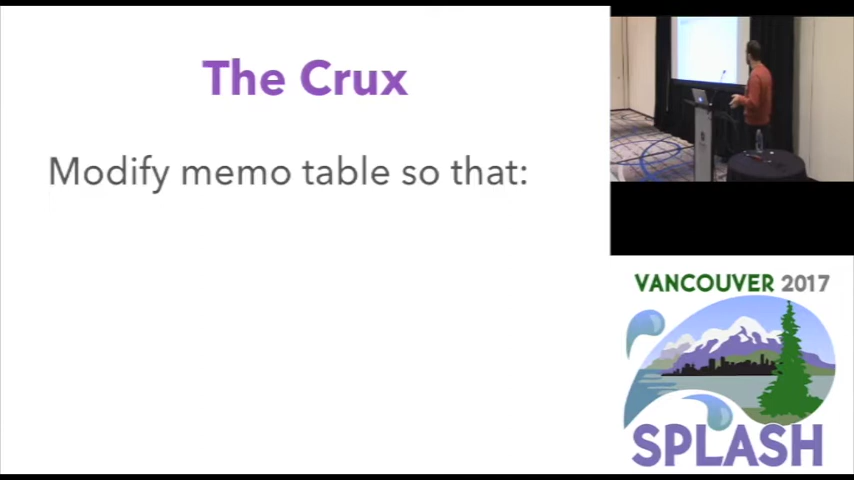 The Crux
Modify memo table so that:
VANCOUVER 2017
SPLASH